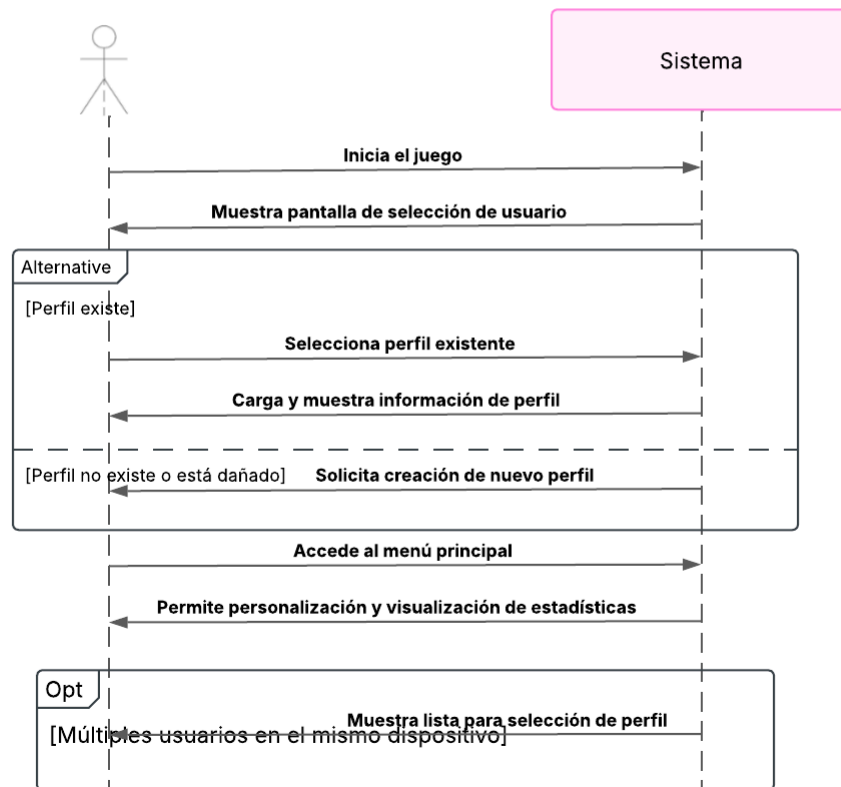 Sistema
Inicia el juego
Muestra pantalla de selección de usuario
Alternative
[Perfil existe]
Selecciona perfil existente
Carga y muestra información de perfil
[Perfil no existe o está dañado]
Solicita creación de nuevo perfil
Accede al menú principal
Permite personalización y visualización de estadísticas
Opt
Muestra lista para selección de perfil
[Múltiples usuarios en el mismo dispositivo]